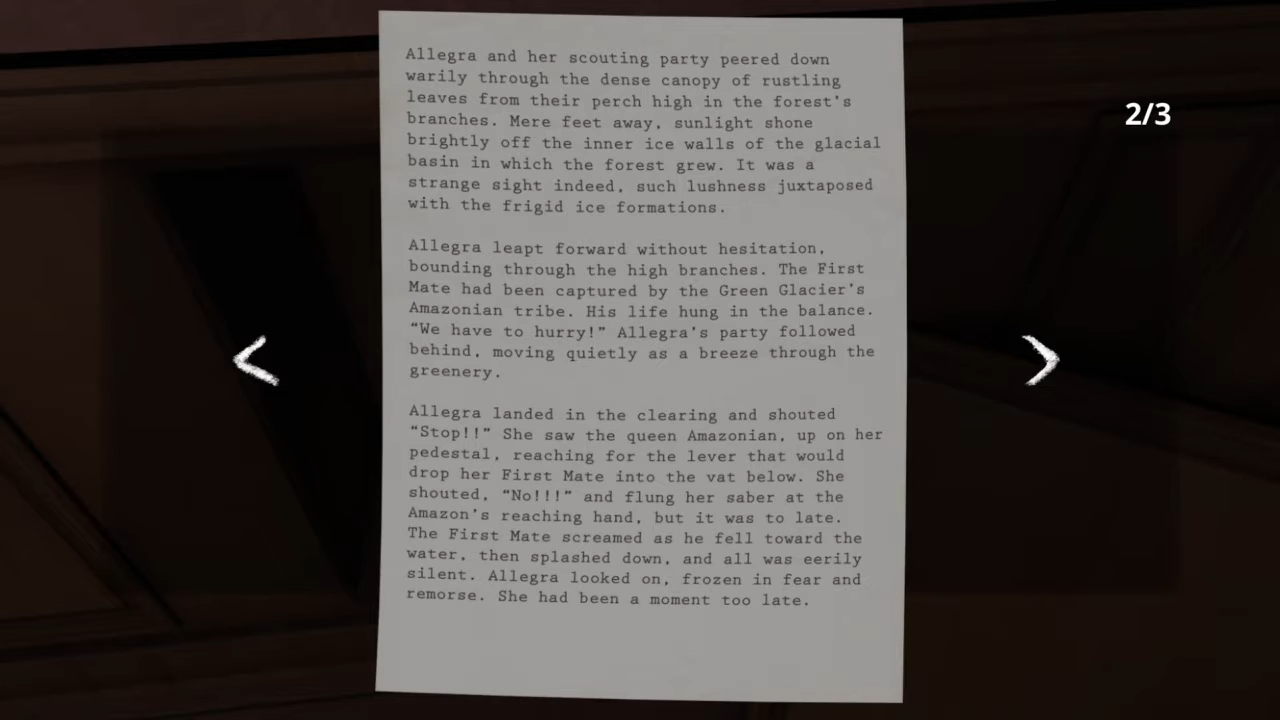 Allegra and her scouting party peered down
warily through the dense canopy of rustling
leaves from their perch high in the forest's
branches. Mere feet away, sunlight shone
brightly off the inner ice walls of the glacial
basin in which the forest grew. It was a
strange sight indeed, such lushness juxtaposed
with the frigid ice formations.
Allegra leapt forward without hesitation,
bounding through the high branches. The First
Mate had been captured by the Green Glacier's
Amazonian tribe. His life hung in the balance.
“We have to hurry!” Allegra's party followed
behind, moving quietly as a breeze through the
greenery.
Allegra landed in the clearing and shouted
“Stop!!” She saw the queen Amazonian, up on her
pedestal, reaching for the lever that would
drop her First Mate into the vat below. She
shouted, “No!!!” and flung her saber at the
Amazon's reaching hand, but it was to late.
The First Mate screamed as he fell toward the
water, then splashed down, and all was eerily
silent. Allegra looked on, frozen in fear and
remorse. She had been a moment too late.
2/3